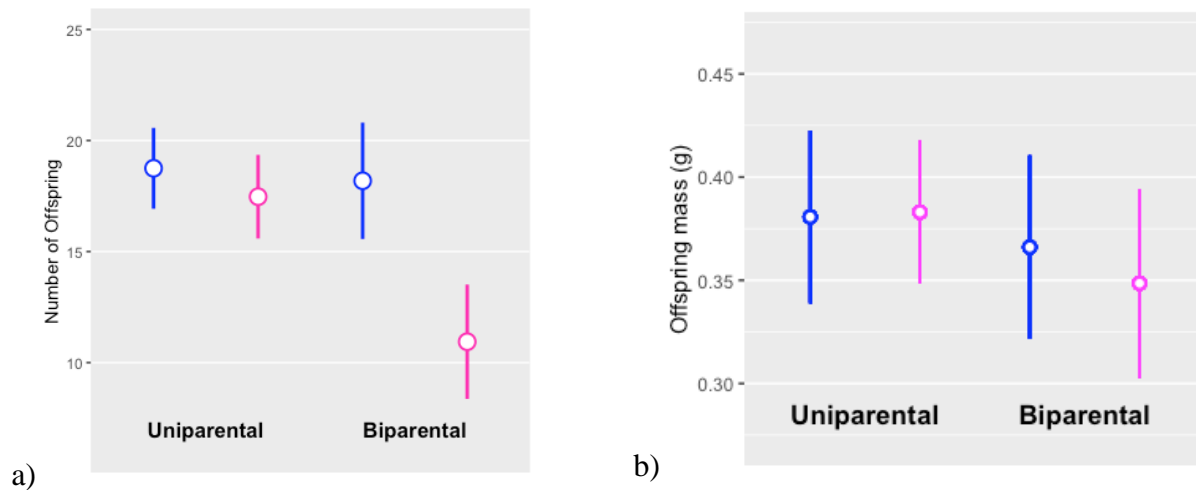 Number of Offspring
25
20
15
10
Uniparental Biparental
a)
Offspring mass (g)
0.45
0.40
0.35
0.30
Uniparental Biparental
b)